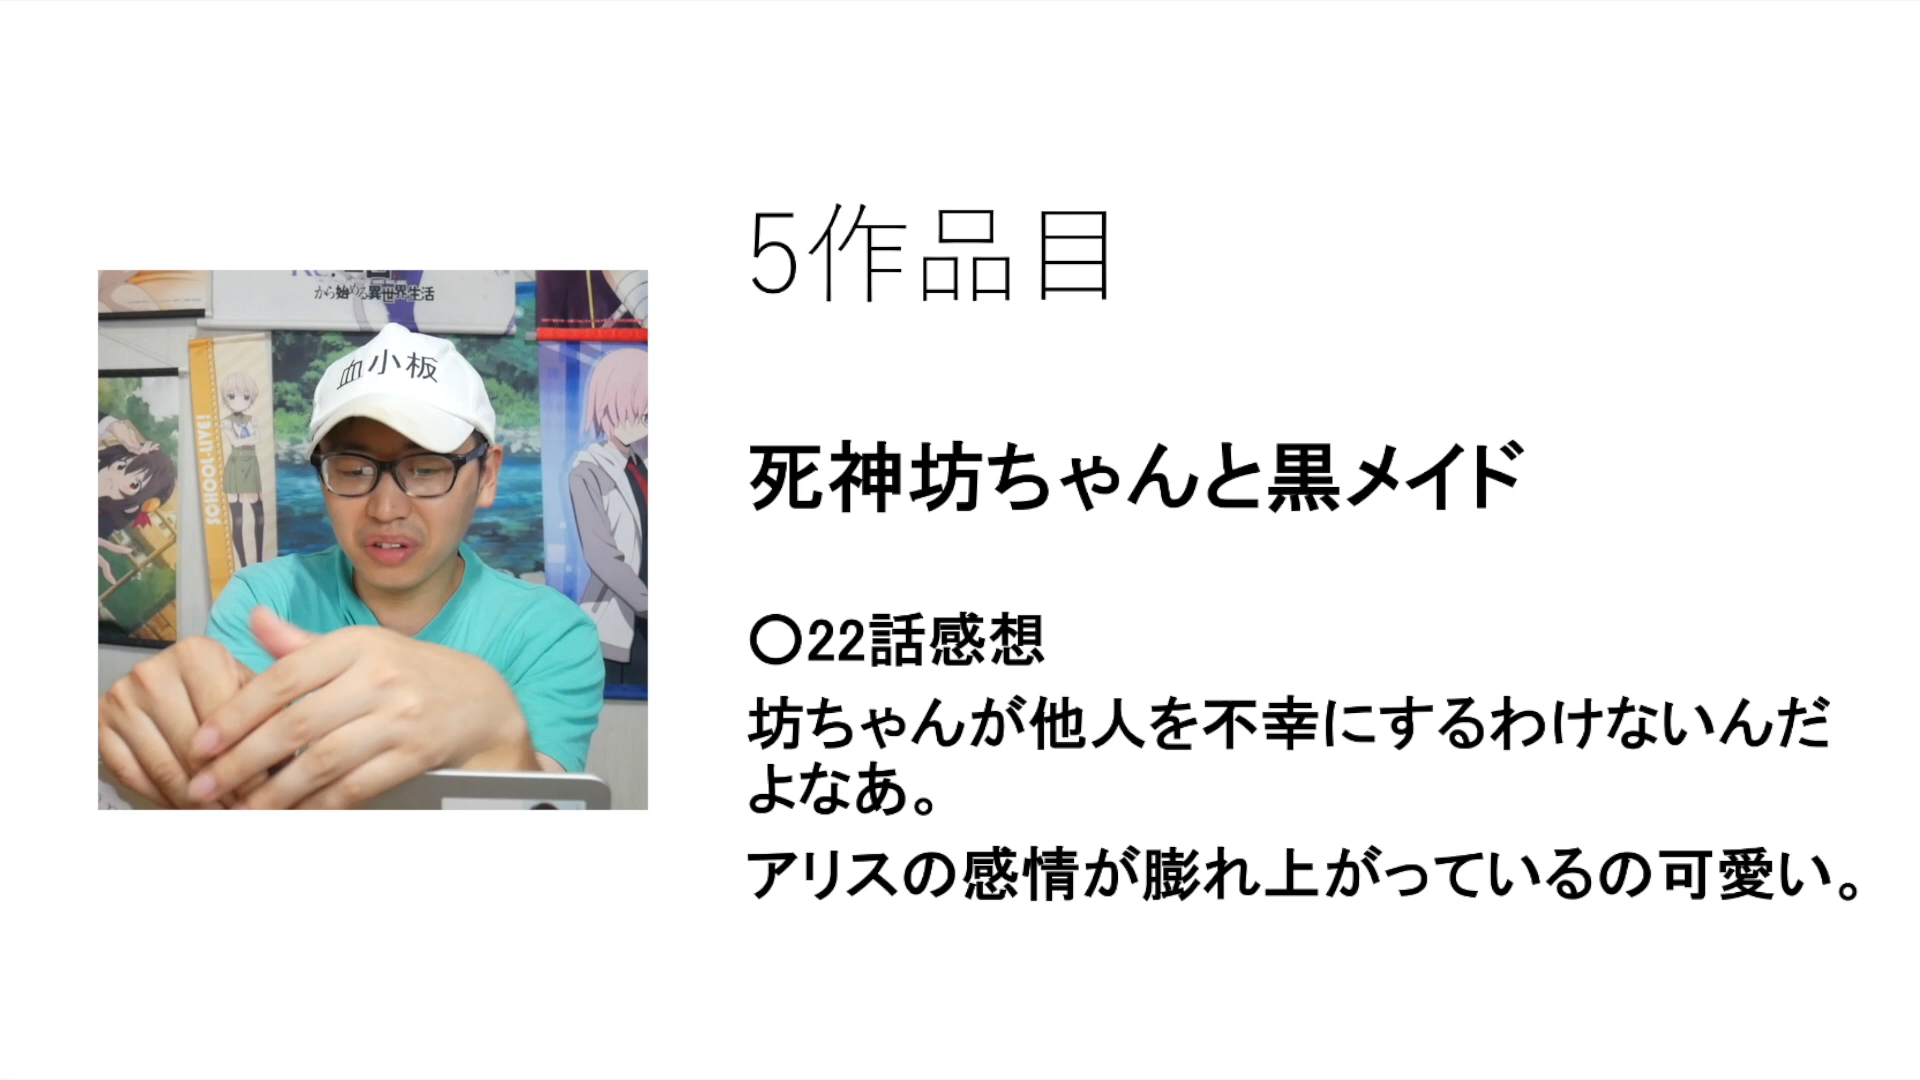 5作品目
死神坊ちゃんと黒メイド
〇22話感想
坊ちゃんが他人を不幸にするわけないんだ
よなあ。
アリスの感情が膨れ上がっているの可愛い。
から始める異世界生活
血小板
SCHOOL-LIVE!